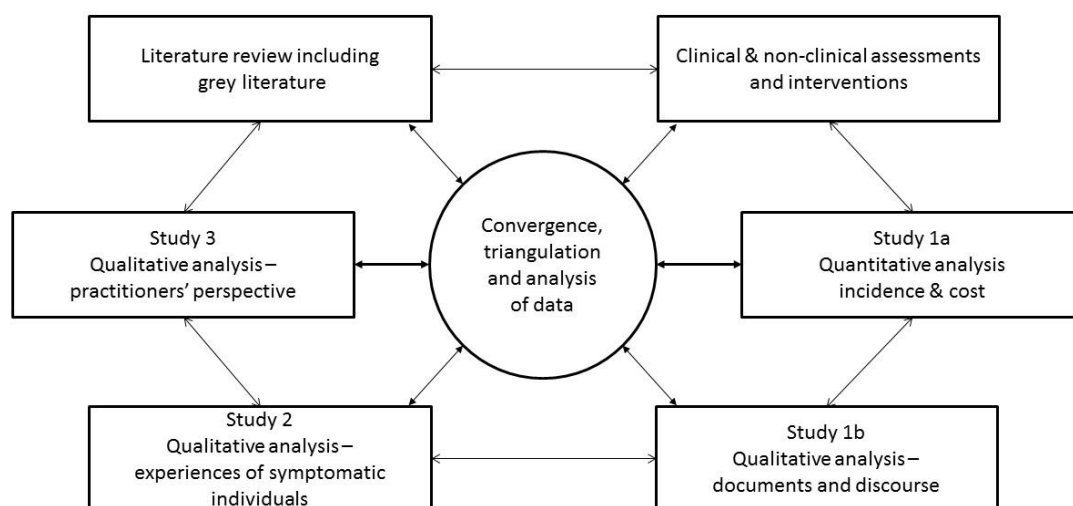 Literature review including
grey literature
Clinical & non-clinical assessments
and interventions
Study 3
Qualitative analysis –
practitioners’ perspective
Convergence,
triangulation
and analysis
of data
Study 1a
Quantitative analysis
incidence & cost
Study 2
Qualitative analysis –
experiences of symptomatic
individuals
Study 1b
Qualitative analysis –
documents and discourse